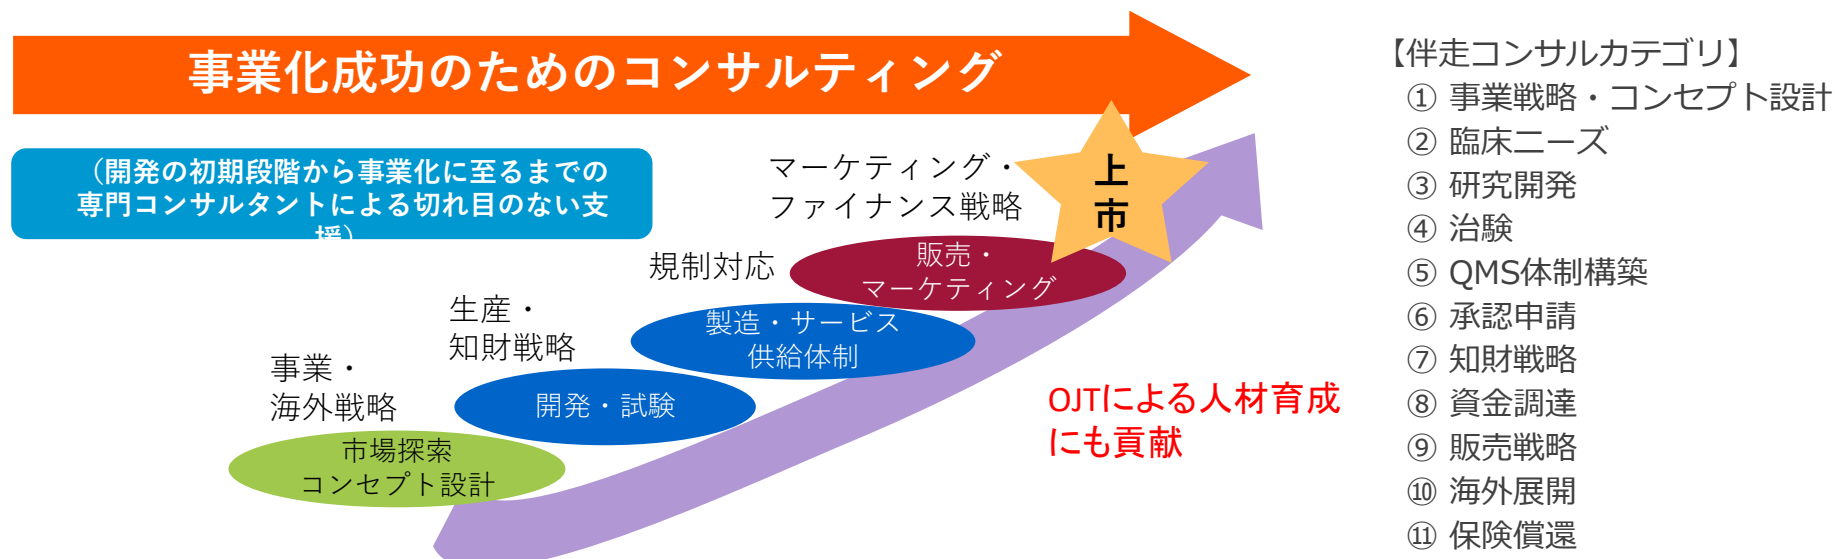 事業化成功のためのコンサルティング
（開発の初期段階から事業化に至るまでの
専門コンサルタントによる切れ目のない支
援）
マーケティング・
ファイナンス戦略
上
市
販売・
マーケティング
規制対応
製造・サービス
供給体制
生産・
知財戦略
開発・試験
事業・
海外戦略
市場探索
コンセプト設計
OJTによる人材育成
にも貢献
【伴走コンサルカテゴリ】
① 事業戦略・コンセプト設計
② 臨床ニーズ
③ 研究開発
④ 治験
⑤ QMS体制構築
⑥ 承認申請
⑦ 知財戦略
⑧ 資金調達
⑨ 販売戦略
⑩ 海外展開
⑪ 保険償還